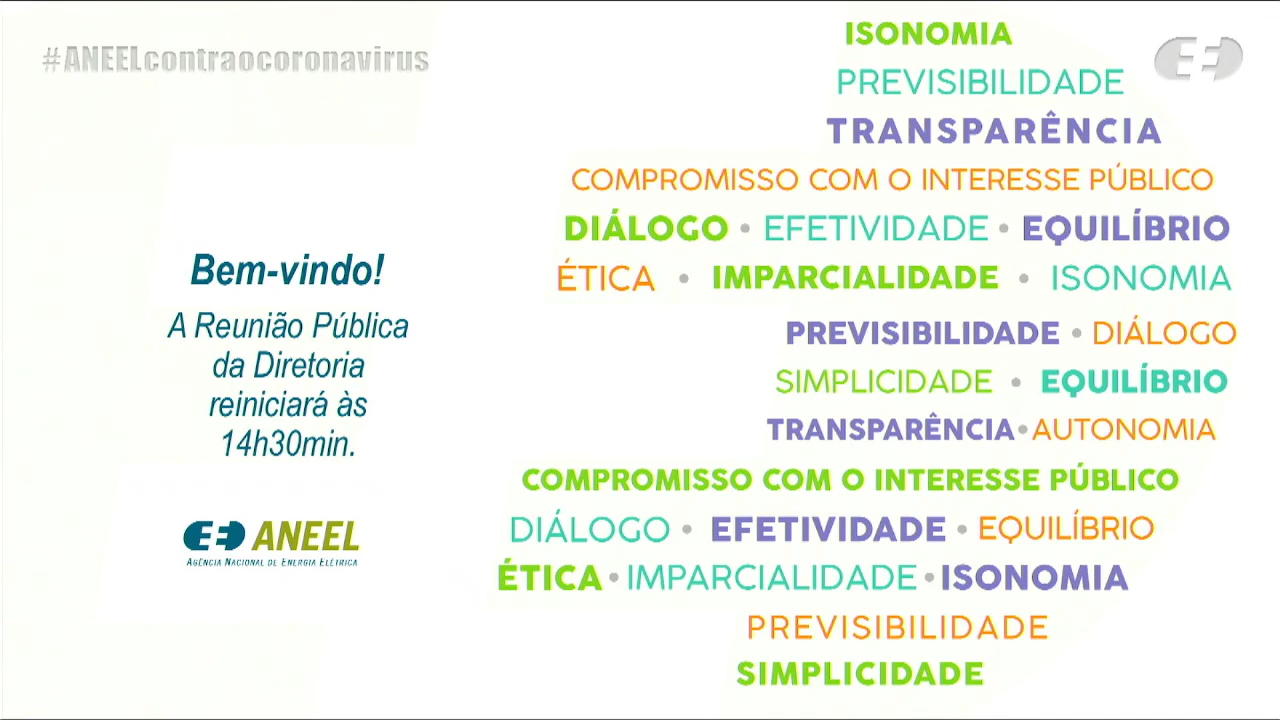 #ANEELcontraocoronavirus
Bem-vindo!
A Reunião Pública
da Diretoria
reiniciará às
14h30min.
ANEEL
AGÊNCIA NACIONAL DE ENERGIA ELÉTRICA
ISONOMIA
PREVISIBILIDADE
TRANSPARÊNCIA
COMPROMISSO COM O INTERESSE PÚBLICO
DIÁLOGO • EFETIVIDADE • EQUILÍBRIO
ÉTICA • IMPARCIALIDADE • ISONOMIA
PREVISIBILIDADE • DIÁLOGO
SIMPLICIDADE • EQUILÍBRIO
TRANSPARÊNCIA • AUTONOMIA
COMPROMISSO COM O INTERESSE PÚBLICO
DIÁLOGO • EFETIVIDADE • EQUILÍBRIO
ÉTICA • IMPARCIALIDADE • ISONOMIA
PREVISIBILIDADE
SIMPLICIDADE